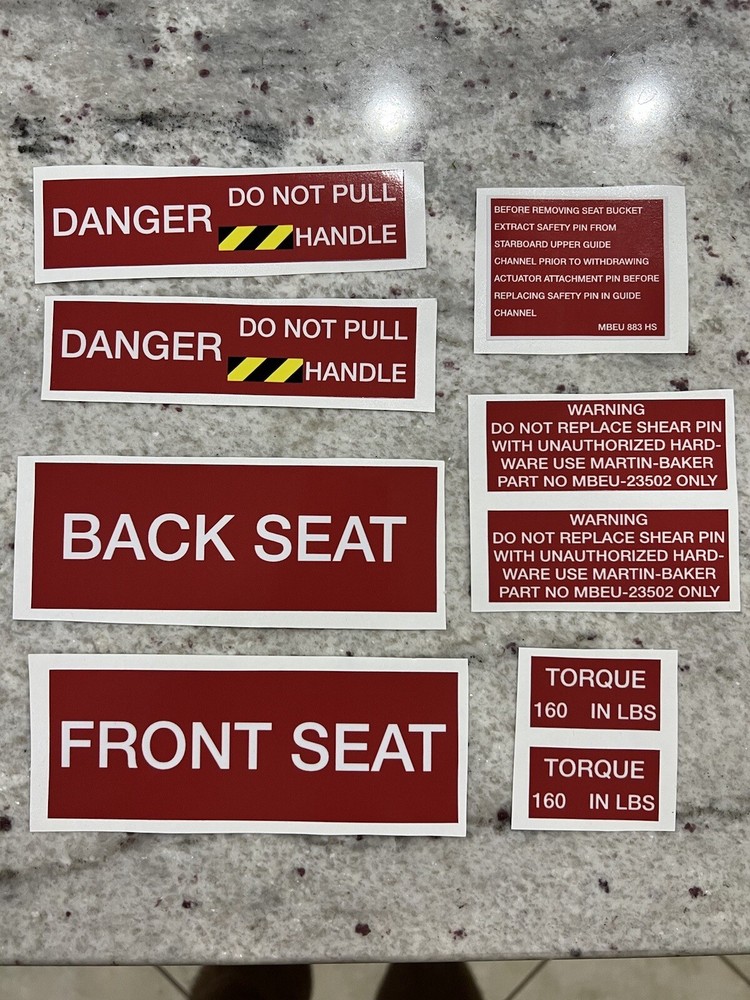 DANGER DO NOT PULL
HANDLE
DANGER DO NOT PULL
HANDLE
BACK SEAT
FRONT SEAT
BEFORE REMOVING SEAT BUCKET
EXTRACT SAFETY PIN FROM
STARBOARD UPPER GUIDE
CHANNEL PRIOR TO WITHDRAWING
ACTUATOR ATTACHMENT PIN BEFORE
REPLACING SAFETY PIN IN GUIDE
CHANNEL
MBEU 883 HS
WARNING
DO NOT REPLACE SHEAR PIN
WITH UNAUTHORIZED HARD-
WARE USE MARTIN-BAKER
PART NO MBEU-23502 ONLY
WARNING
DO NOT REPLACE SHEAR PIN
WITH UNAUTHORIZED HARD-
WARE USE MARTIN-BAKER
PART NO MBEU-23502 ONLY
TORQUE
160 IN LBS
TORQUE
160 IN LBS